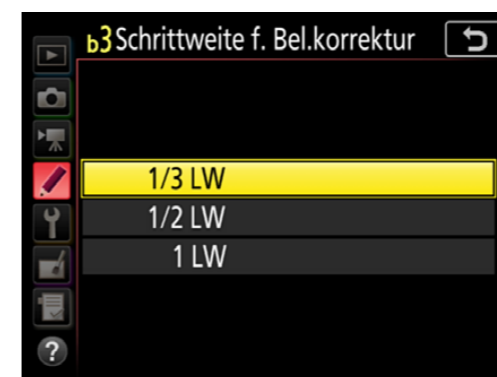 b3 Schrittweite f. Bel.korrektur
1/3 LW
1/2 LW
1 LW
?